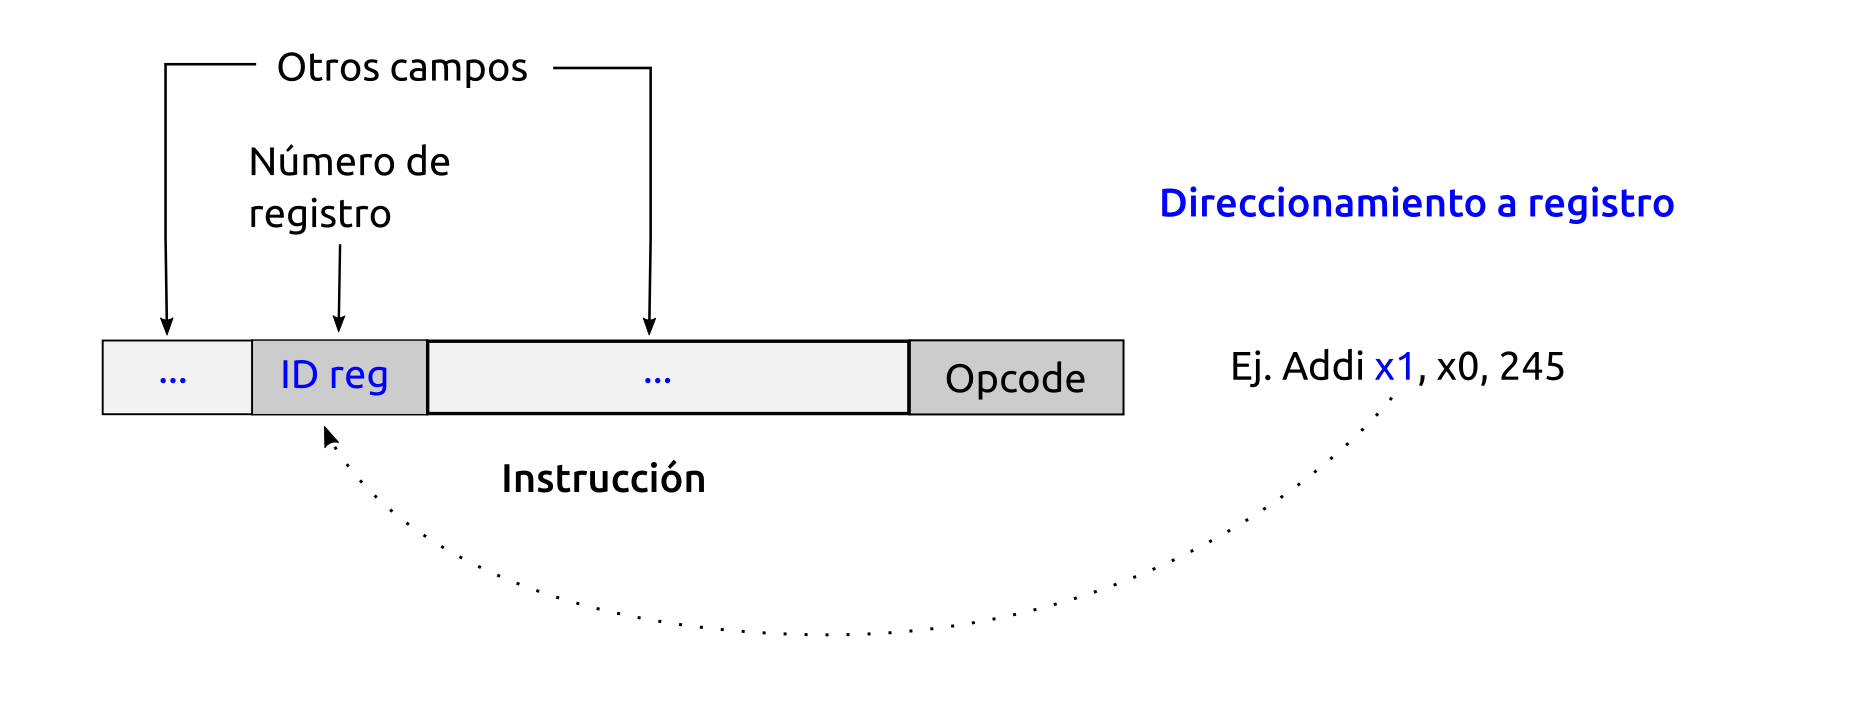 Otros campos
Número de
registro
Direccionamiento a registro
... ID reg ... Opcode
Ej. Addi x1, x0, 245
Instrucción